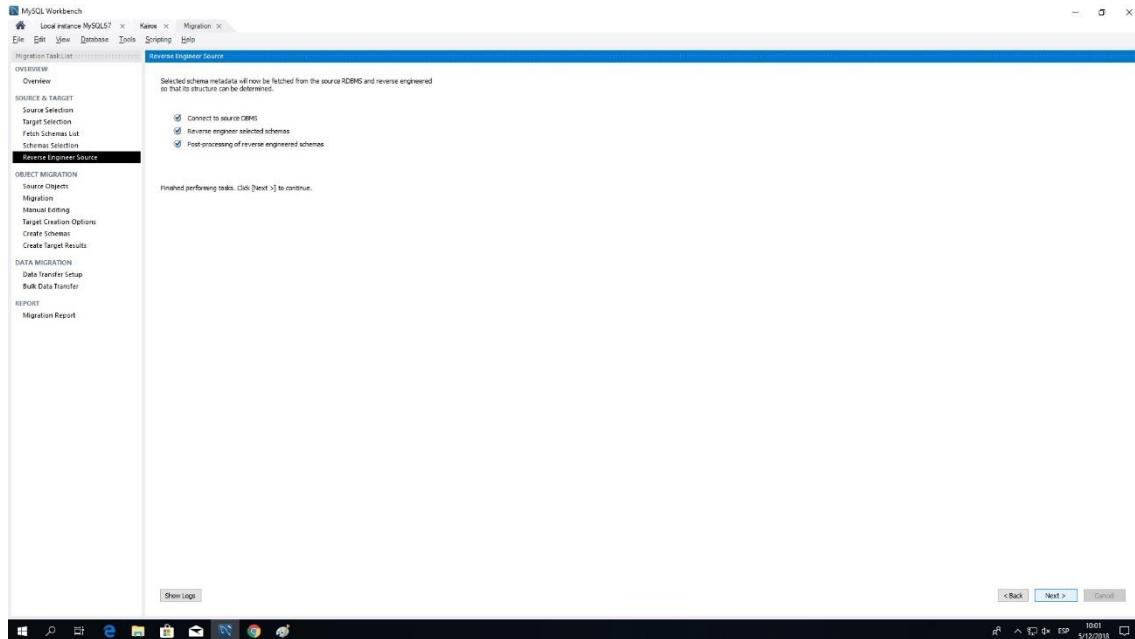 MySQL Workbench
Local instance MySQL57 × Kairos × Migration ×
File Edit View Database Tools Scripting Help
Migration Task List
OVERVIEW
Overview
SOURCE & TARGET
Source Selection
Target Selection
Fetch Schemas List
Schemas Selection
Reverse Engineer Source
OBJECT MIGRATION
Source Objects
Migration
Manual Editing
Target Creation Options
Create Schemas
Create Target Results
DATA MIGRATION
Data Transfer Setup
Bulk Data Transfer
REPORT
Migration Report
Reverse Engineer Source
Selected schema metadata will now be fetched from the source RDBMS and reverse engineered
so that its structure can be determined.
Connect to source DBMS
Reverse engineer selected schemas
Post-processing of reverse engineered schemas
Finished performing tasks. Click [Next >] to continue.
Show Logs
< Back Next > Cancel
ESP
10:01
5/12/2018